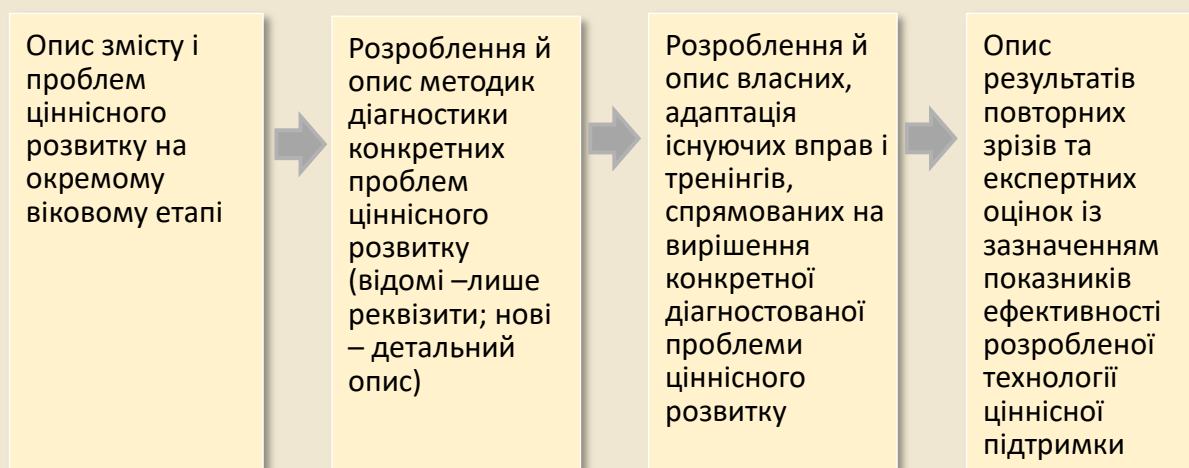 Опис змісту і
проблем
ціннісного
розвитку на
окремому
віковому етапі
Розроблення й
опис методик
діагностики
конкретних
проблем
ціннісного
розвитку
(відомі –лише
реквізити; нові
– детальний
опис)
Розроблення й
опис власних,
адаптація
існуючих вправ і
тренінгів,
спрямованих на
вирішення
конкретної
діагностованої
проблеми
ціннісного
розвитку
Опис
результатів
повторних
зрізів та
експертних
оцінок із
зазначенням
показників
ефективності
розробленої
технології
ціннісної
підтримки